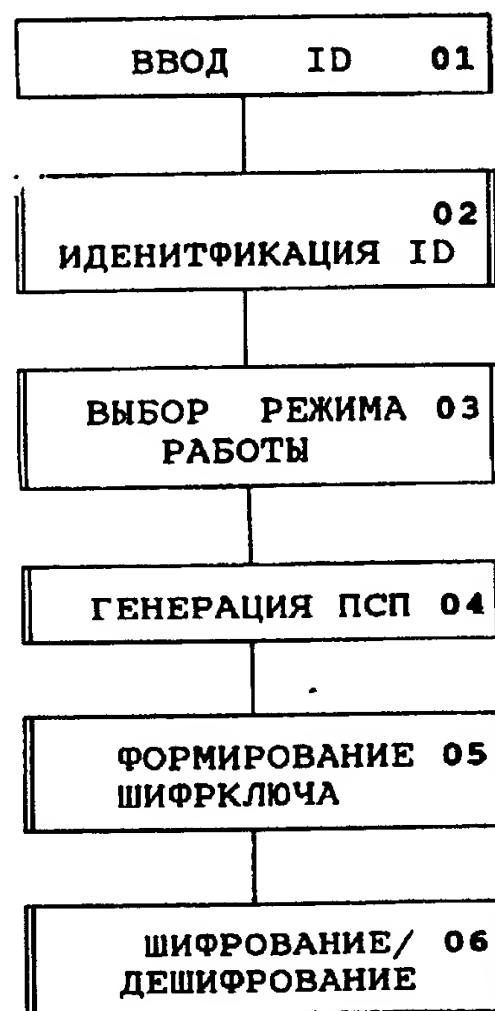 ВВОД ID 01
02
ИДЕНИТФИКАЦИЯ ID
ВЫБОР РЕЖИМА 03
РАБОТЫ
ГЕНЕРАЦИЯ ПСП 04
ФОРМИРОВАНИЕ 05
ШИФРКЛЮЧА
ШИФРОВАНИЕ/ 06
ДЕШИФРОВАНИЕ